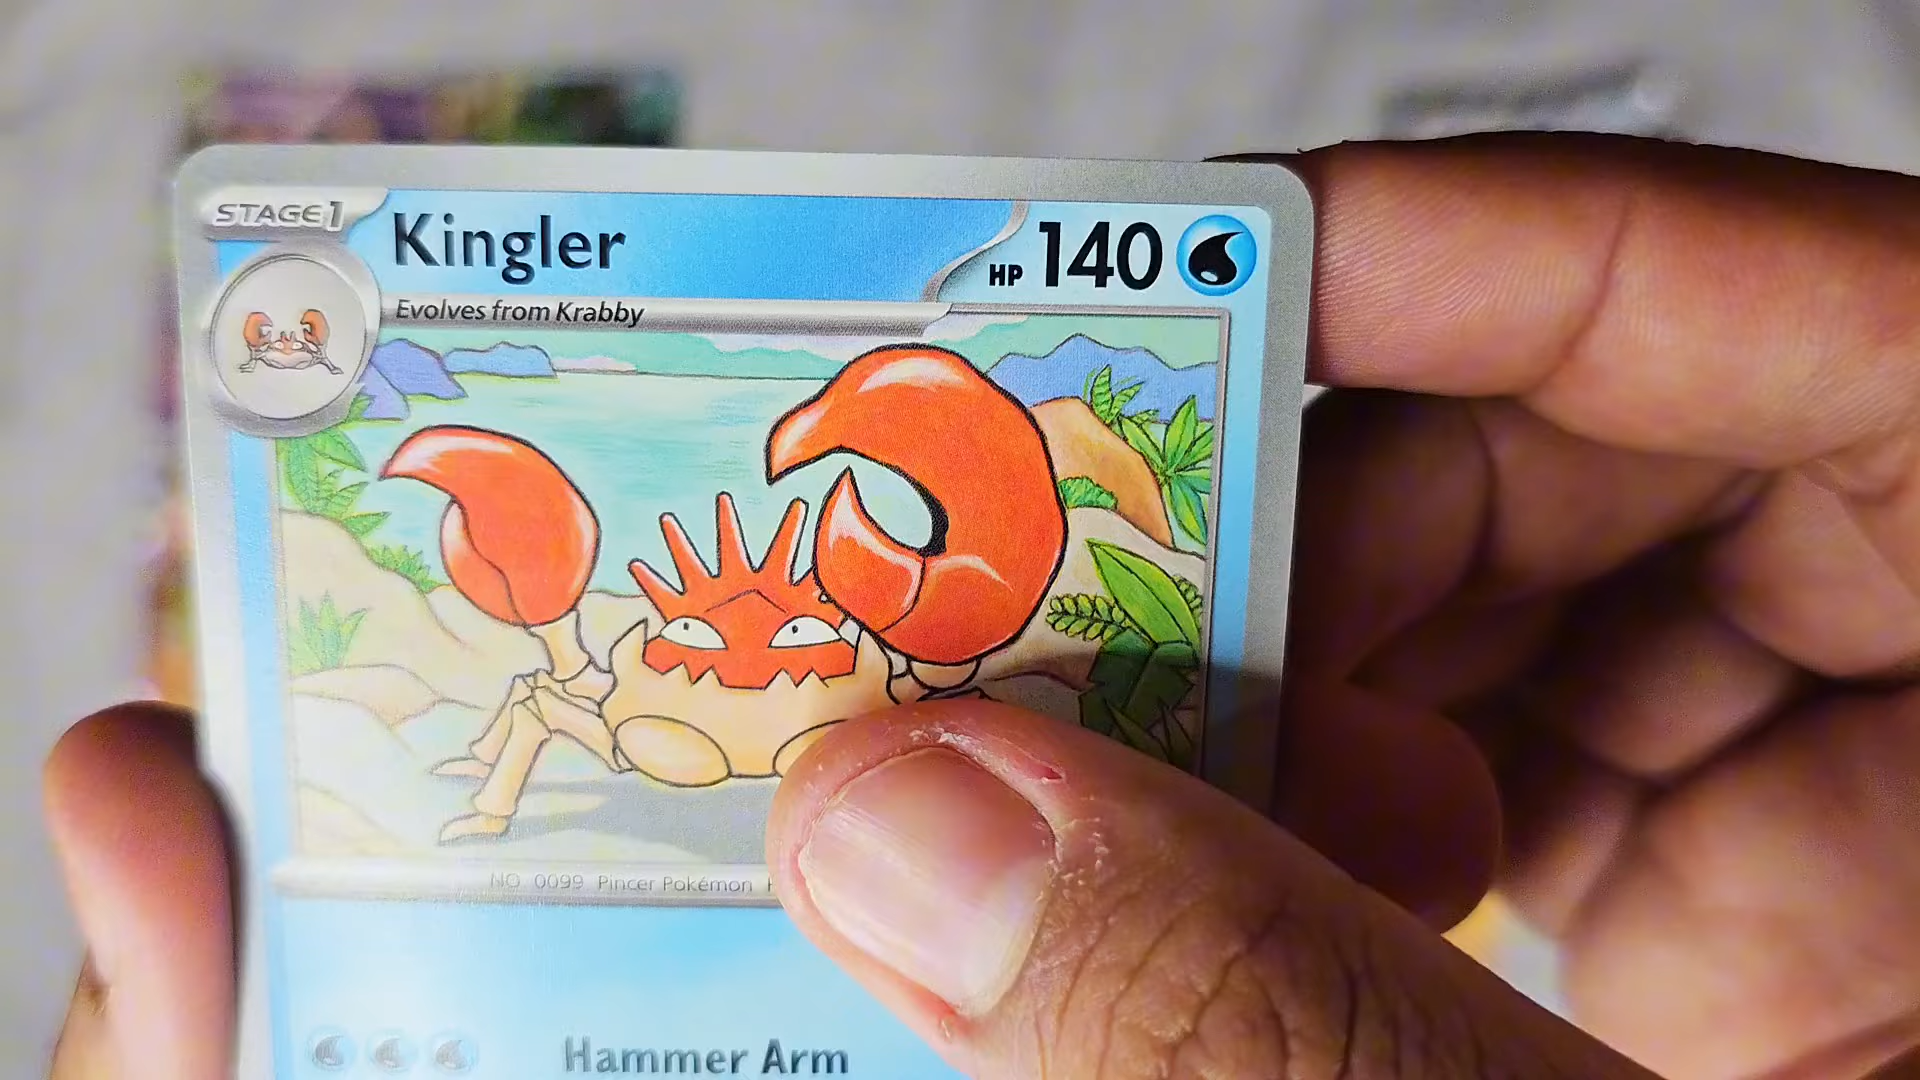 STAGE1
Kingler
HP 140
Evolves from Krabby
NO 0099 Pincer Pokémon
Hammer Arm